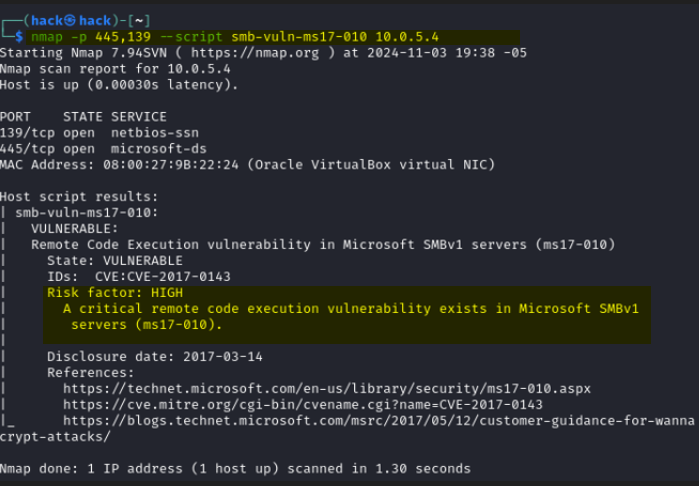 ┌──(hack㉿hack)-[~]
└─$ nmap -p 445,139 --script smb-vuln-ms17-010 10.0.5.4
Starting Nmap 7.94SVN ( https://nmap.org ) at 2024-11-03 19:38 -05
Nmap scan report for 10.0.5.4
Host is up (0.00030s latency).

PORT    STATE SERVICE
139/tcp open  netbios-ssn
445/tcp open  microsoft-ds
MAC Address: 08:00:27:9B:22:24 (Oracle VirtualBox virtual NIC)

Host script results:
| smb-vuln-ms17-010:
|   VULNERABLE:
|   Remote Code Execution vulnerability in Microsoft SMBv1 servers (ms17-010)
|     State: VULNERABLE
|     IDs:  CVE:CVE-2017-0143
|     Risk factor: HIGH
|       A critical remote code execution vulnerability exists in Microsoft SMBv1
|        servers (ms17-010).
|
|     Disclosure date: 2017-03-14
|     References:
|       https://technet.microsoft.com/en-us/library/security/ms17-010.aspx
|       https://cve.mitre.org/cgi-bin/cvename.cgi?name=CVE-2017-0143
|_      https://blogs.technet.microsoft.com/msrc/2017/05/12/customer-guidance-for-wanna
crypt-attacks/

Nmap done: 1 IP address (1 host up) scanned in 1.30 seconds